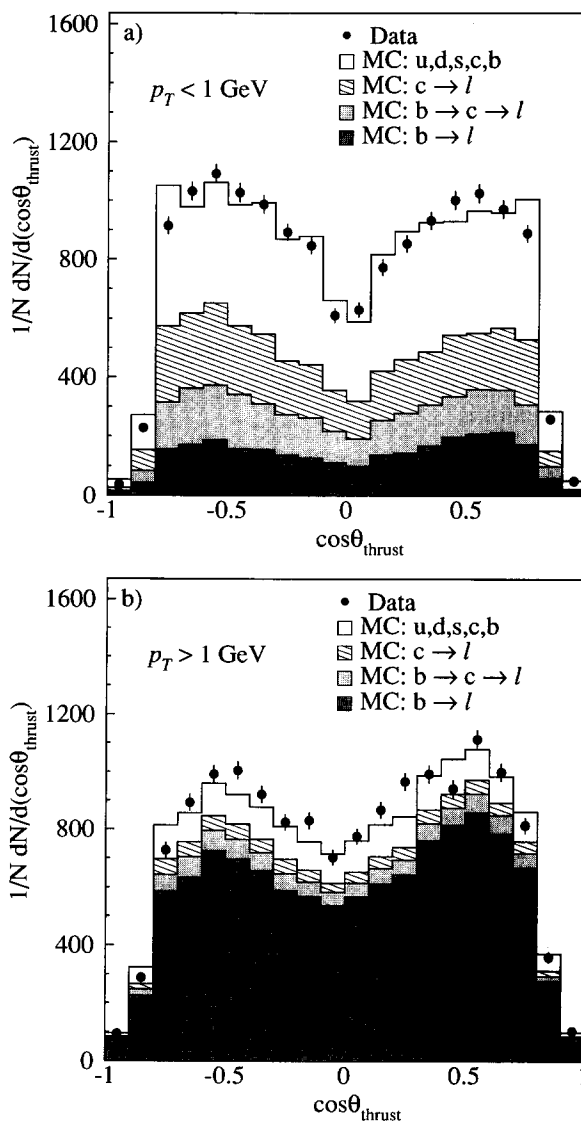 1600
a)
Data
MC: u,d,s,c,b
p_T < 1 GeV
MC: c → l
MC: b → c → l
MC: b → l
1200
800
400
0
1/N dN/d(cosθ_thrust)
-1 -0.5 0 0.5 1
cosθ_thrust
1600
b)
Data
MC: u,d,s,c,b
p_T > 1 GeV
MC: c → l
MC: b → c → l
MC: b → l
1200
800
400
0
1/N dN/d(cosθ_thrust)
-1 -0.5 0 0.5 1
cosθ_thrust